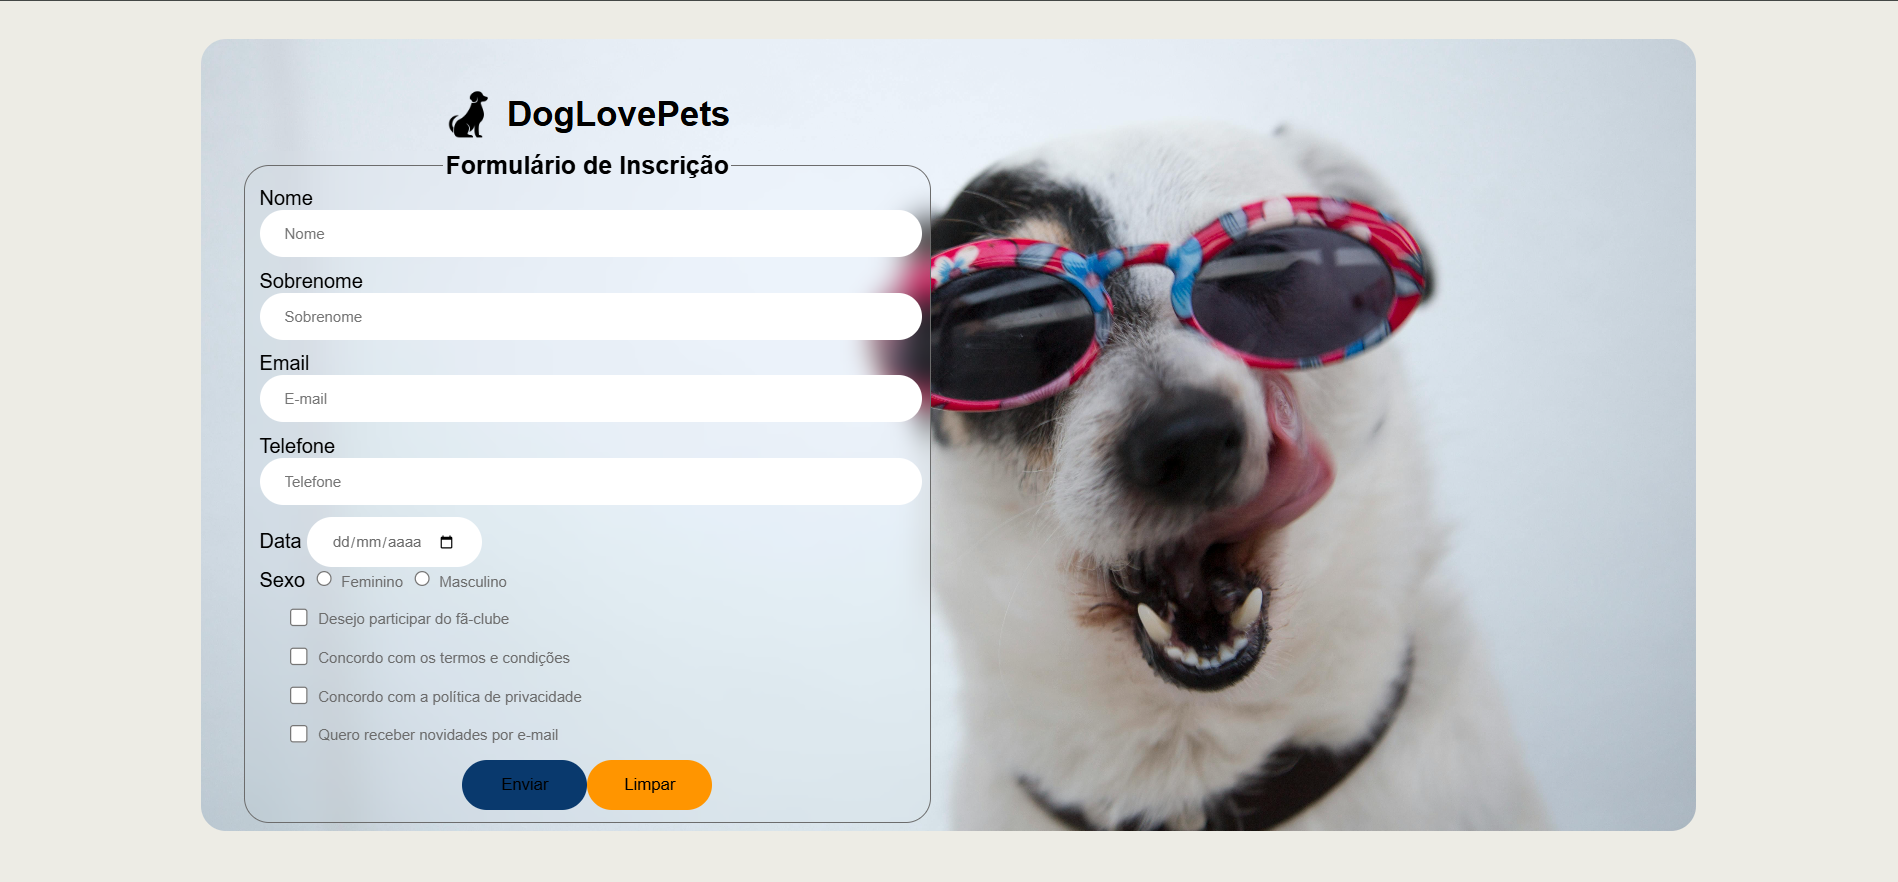 DogLovePets
Formulário de Inscrição
Nome
Nome
Sobrenome
Sobrenome
Email
E-mail
Telefone
Telefone
Data dd/mm/aaaa
Sexo Feminino Masculino
Desejo participar do fã-clube
Concordo com os termos e condições
Concordo com a política de privacidade
Quero receber novidades por e-mail
Enviar Limpar